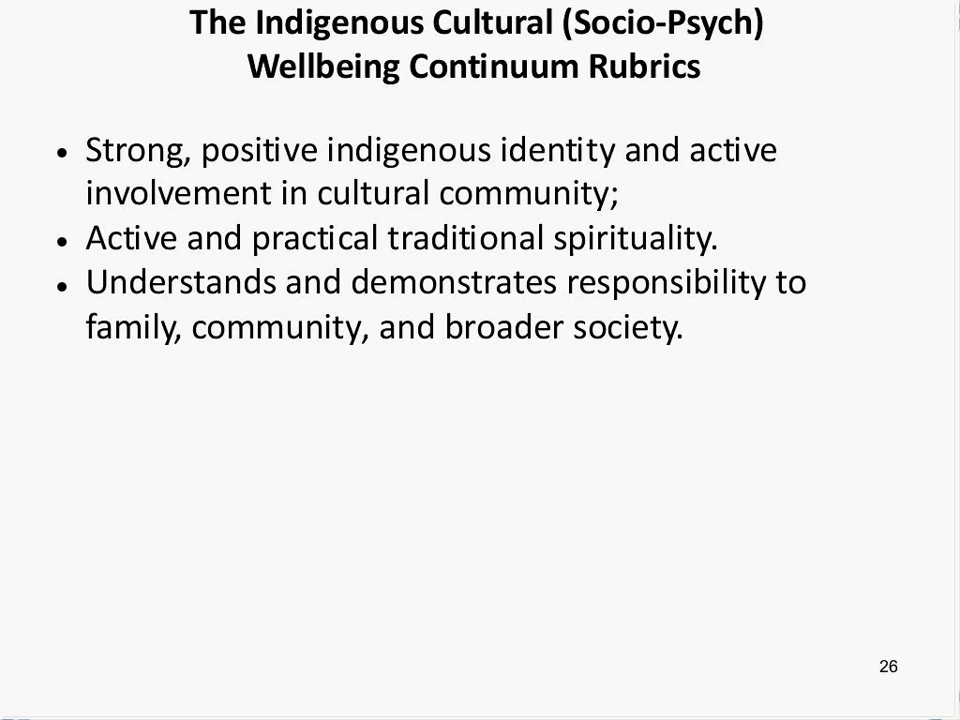 The Indigenous Cultural (Socio-Psych)
Wellbeing Continuum Rubrics
• Strong, positive indigenous identity and active
involvement in cultural community;
• Active and practical traditional spirituality.
• Understands and demonstrates responsibility to
family, community, and broader society.
26